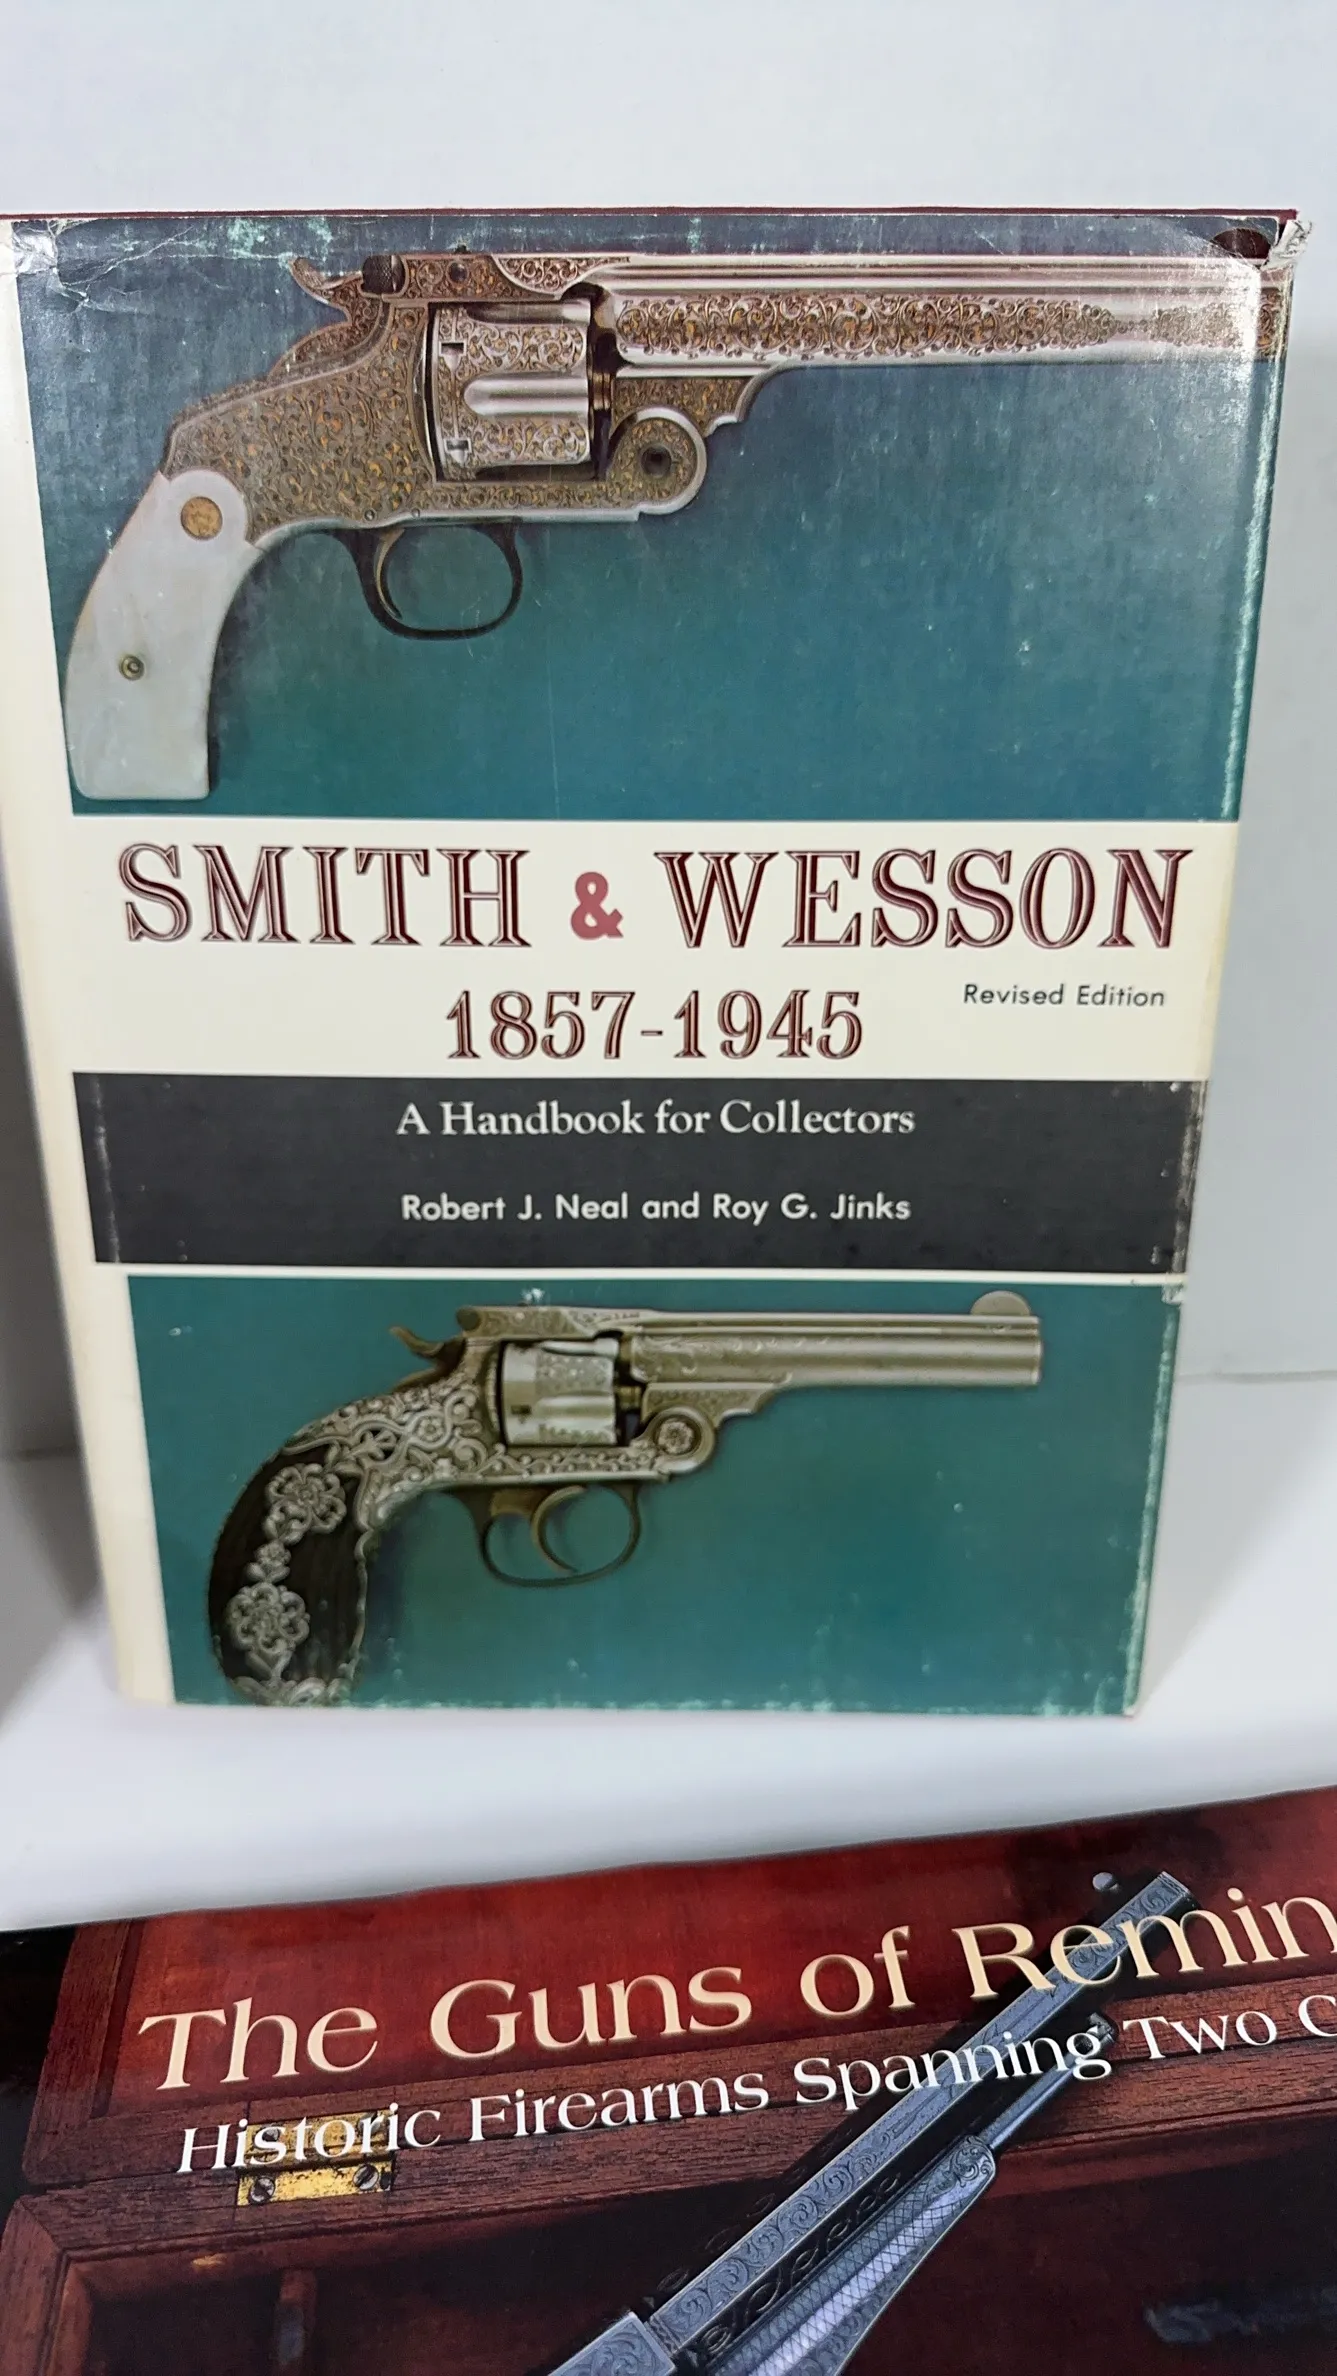 SMITH & WESSON
Revised Edition
1857-1945
A Handbook for Collectors
Robert J. Neal and Roy G. Jinks
The Guns of Remin
Historic Firearms Spanning Two C